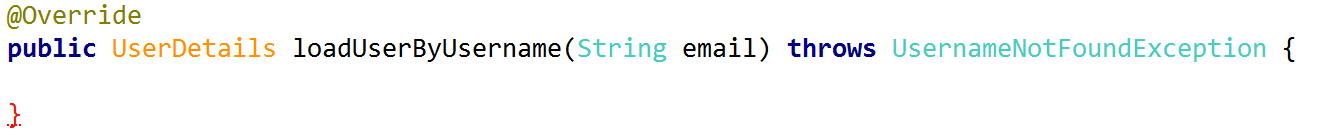 @Override
public UserDetails loadUserByUsername(String email) throws UsernameNotFoundException {
}